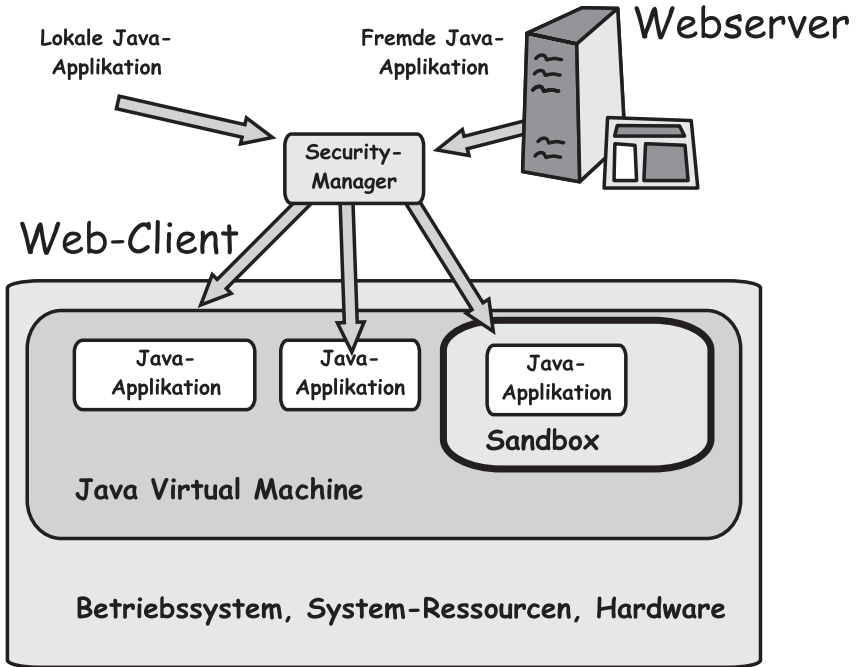 Webserver
Lokale Java-
Applikation
Fremde Java-
Applikation
Security-
Manager
Web-Client
Java-
Applikation
Java-
Applikation
Java-
Applikation
Sandbox
Java Virtual Machine
Betriebssystem, System-Ressourcen, Hardware